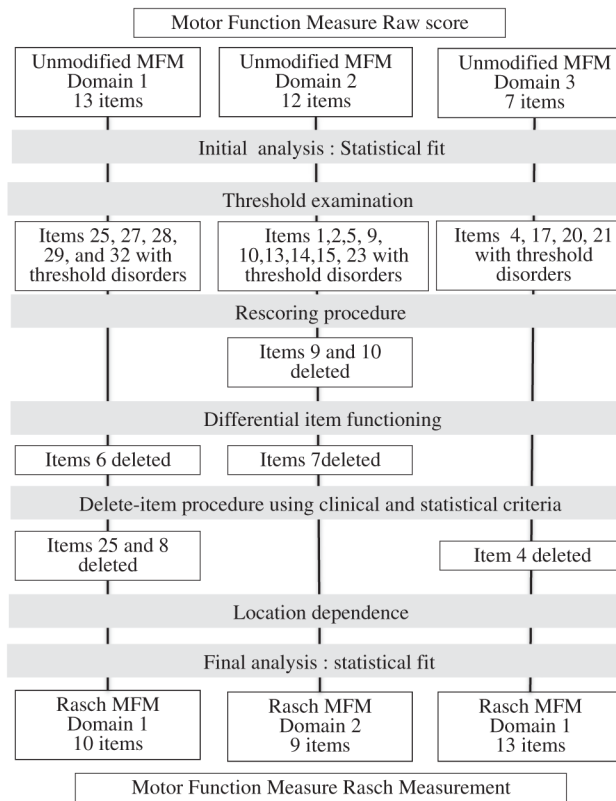 Motor Function Measure Raw score
Unmodified MFM
Domain 1
13 items
Unmodified MFM
Domain 2
12 items
Unmodified MFM
Domain 3
7 items
Initial analysis : Statistical fit
Threshold examination
Items 25, 27, 28,
29, and 32 with
threshold disorders
Items 1,2,5, 9,
10,13,14,15, 23 with
threshold disorders
Items 4, 17, 20, 21
with threshold
disorders
Rescoring procedure
Items 9 and 10
deleted
Differential item functioning
Items 6 deleted
Items 7deleted
Delete-item procedure using clinical and statistical criteria
Items 25 and 8
deleted
Item 4 deleted
Location dependence
Final analysis : statistical fit
Rasch MFM
Domain 1
10 items
Rasch MFM
Domain 2
9 items
Rasch MFM
Domain 1
13 items
Motor Function Measure Rasch Measurement